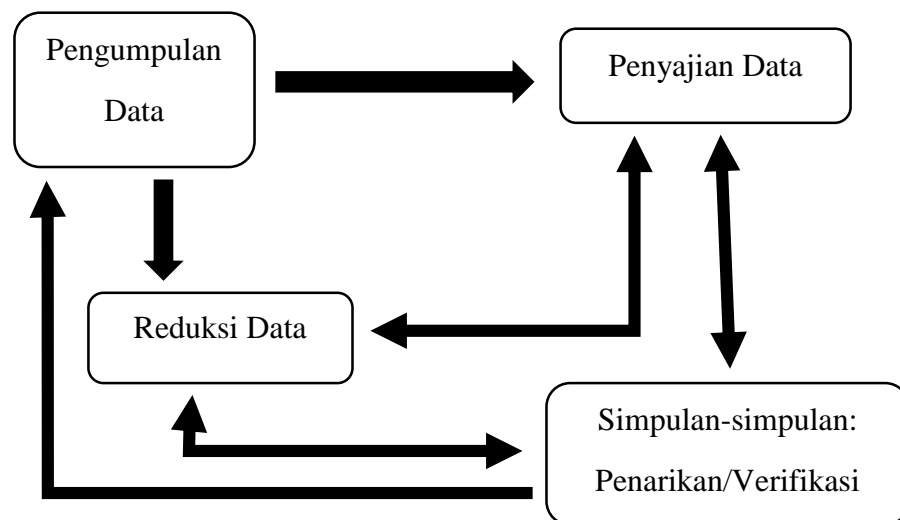 Pengumpulan
Data
Penyajian Data
Reduksi Data
Simpulan-simpulan:
Penarikan/Verifikasi